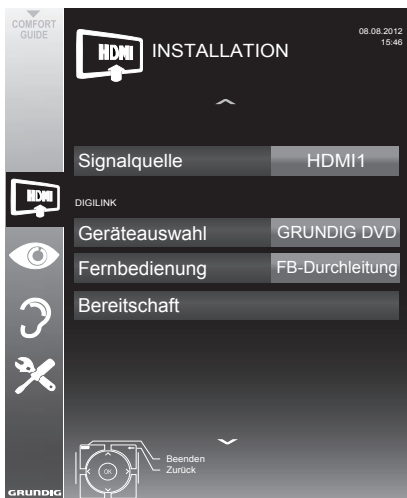 COMFORT
GUIDE
HDMI
INSTALLATION
08.08.2012
15:46
Signalquelle
HDMI1
HDMI
DIGILINK
Geräteauswahl
GRUNDIG DVD
Fernbedienung
FB-Durchleitung
Bereitschaft
OK
Beenden
Zurück
GRUNDIG